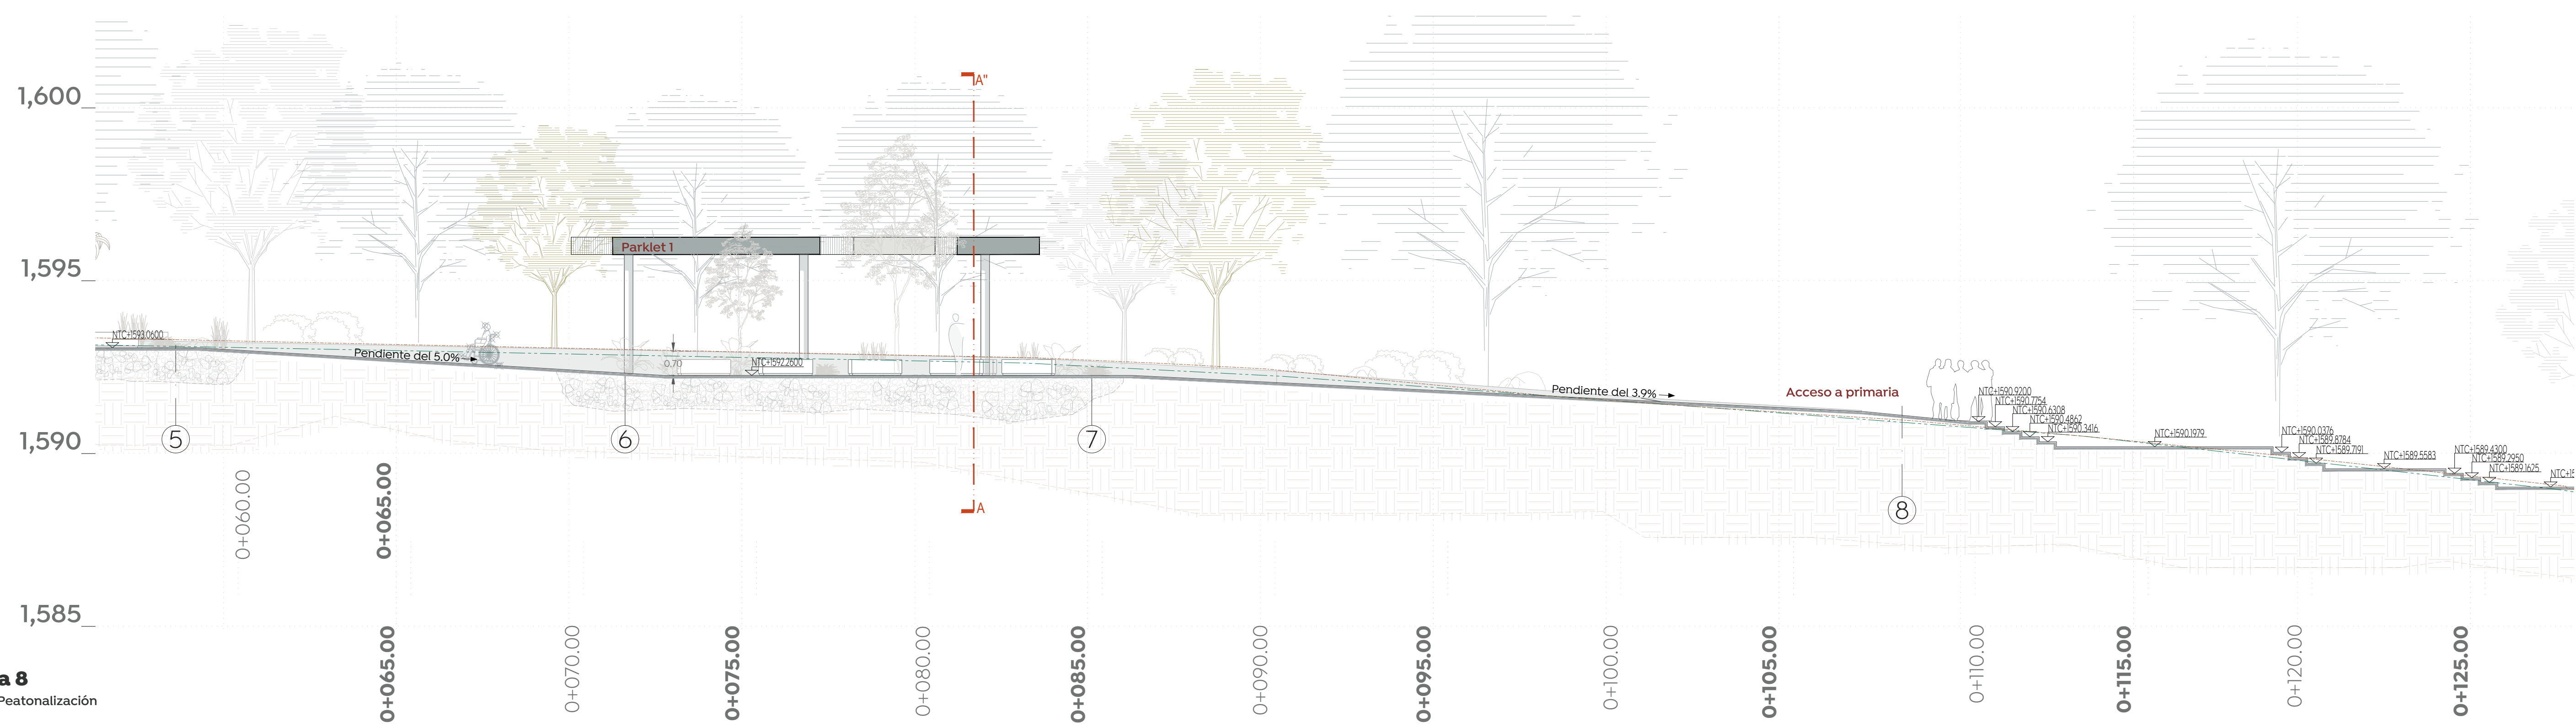 1,600
1,595
1,590
1,585
A"
Parklet 1
NTC+1593.0600
Pendiente del 5.0%
0.70
NTC+1592.2600
Pendiente del 3.9%
Acceso a primaria
NTC+1590.9200
NTC+1590.7754
NTC+1590.6308
NTC+1590.4862
NTC+1590.3416
NTC+1590.1979
NTC+1590.0376
NTC+1589.8784
NTC+1589.7191
NTC+1589.5583
NTC+1589.4300
NTC+1589.2950
NTC+1589.1625
NTC+15
5
6
7
8
A
0+060.00
0+065.00
0+065.00
0+070.00
0+075.00
0+080.00
0+085.00
0+090.00
0+095.00
0+100.00
0+105.00
0+110.00
0+115.00
0+120.00
0+125.00
a 8
Peatonalización